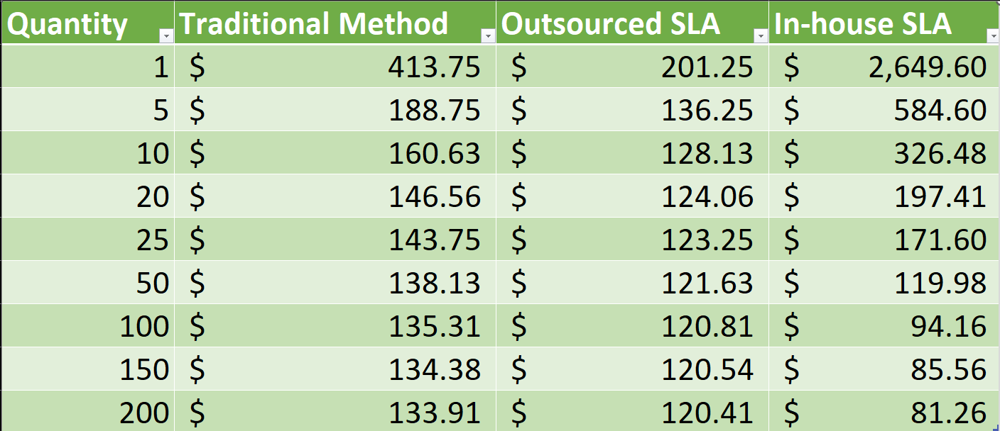 Quantity Traditional Method Outsourced SLA In-house SLA
1 $ 413.75 $ 201.25 $ 2,649.60
5 $ 188.75 $ 136.25 $ 584.60
10 $ 160.63 $ 128.13 $ 326.48
20 $ 146.56 $ 124.06 $ 197.41
25 $ 143.75 $ 123.25 $ 171.60
50 $ 138.13 $ 121.63 $ 119.98
100 $ 135.31 $ 120.81 $ 94.16
150 $ 134.38 $ 120.54 $ 85.56
200 $ 133.91 $ 120.41 $ 81.26